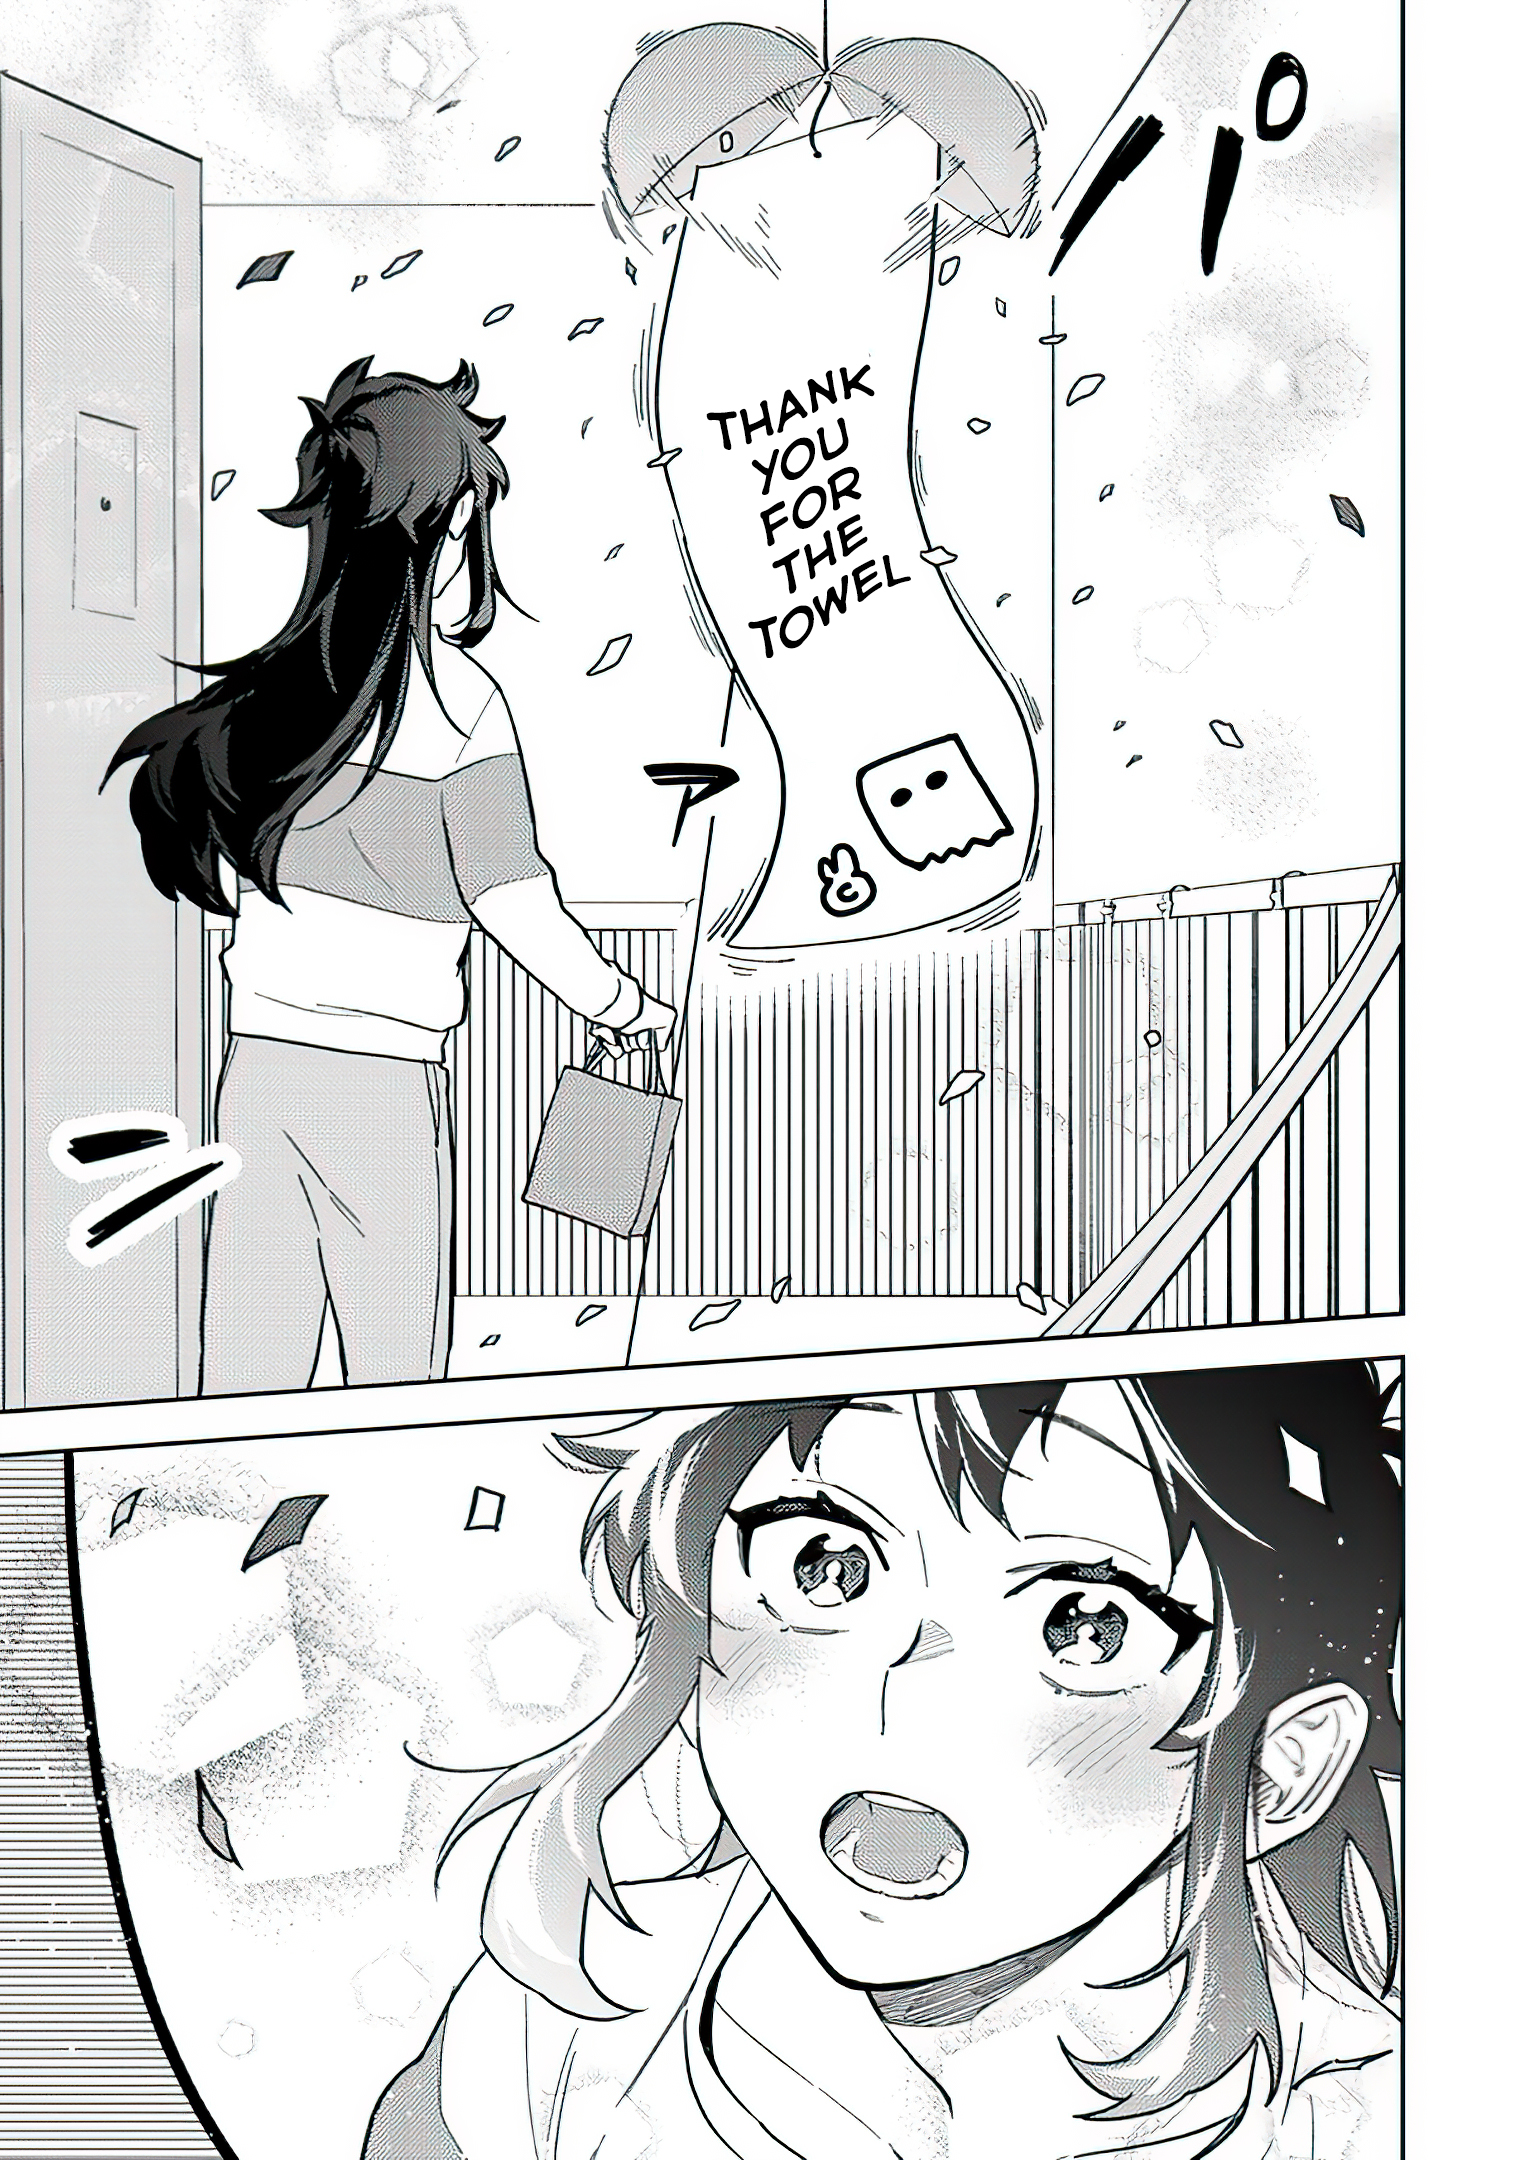 パ
THANK
YOU
FOR
THE
TOWEL
ア
ニ